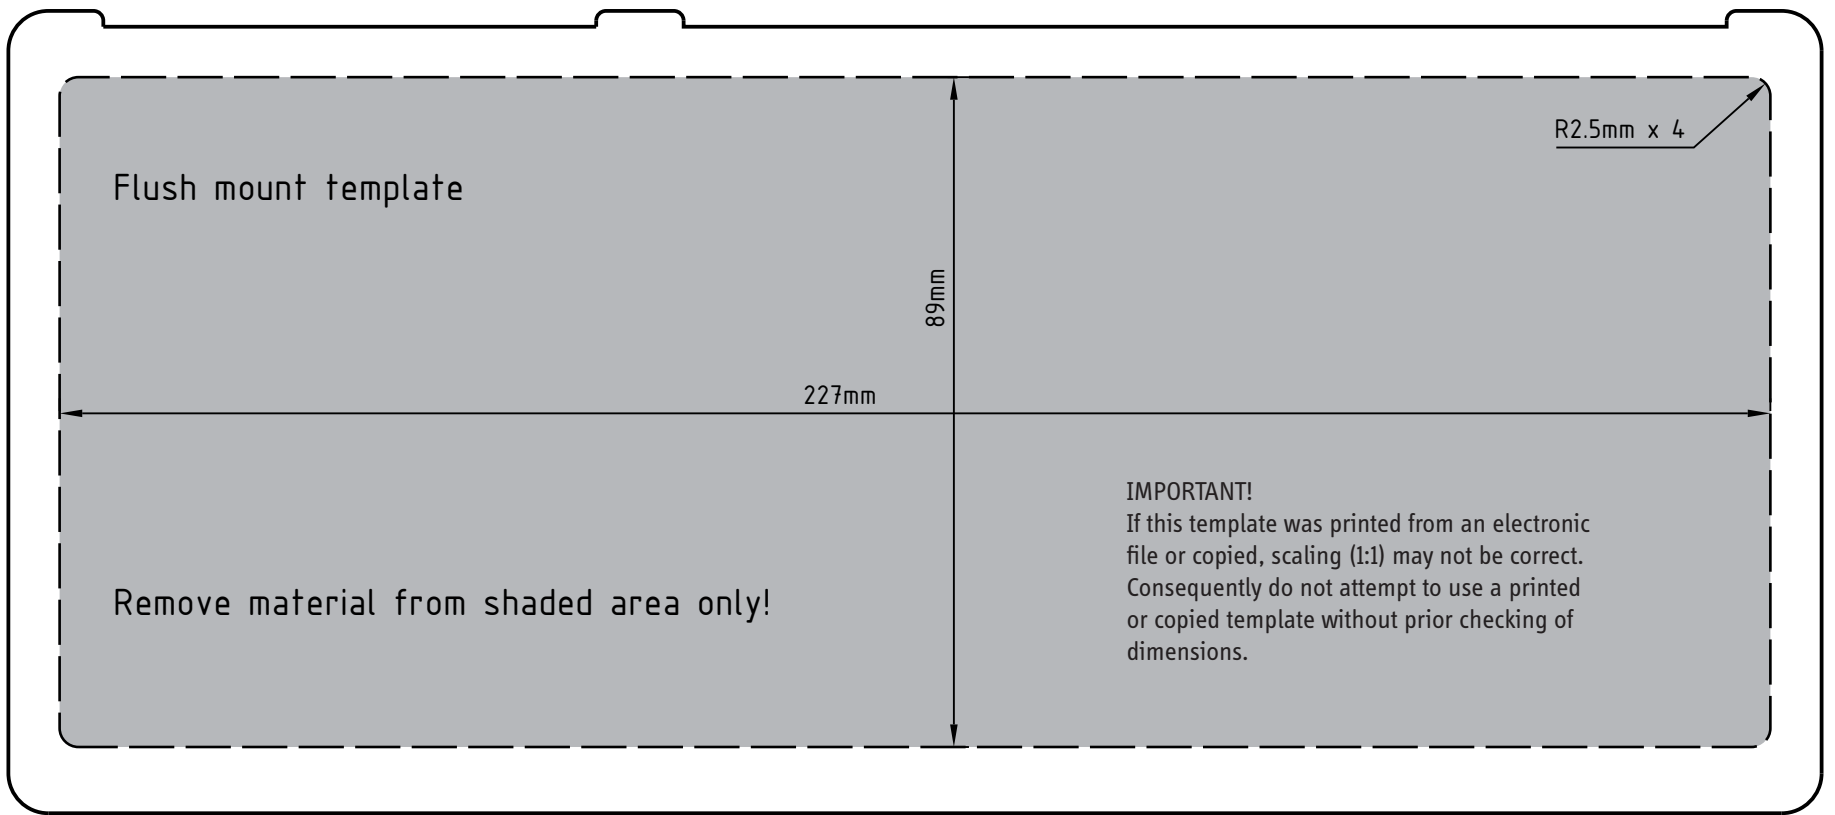 R2.5mm x 4
Flush mount template
89mm
227mm
IMPORTANT!
If this template was printed from an electronic
file or copied, scaling (1:1) may not be correct.
Consequently do not attempt to use a printed
or copied template without prior checking of
dimensions.
Remove material from shaded area only!